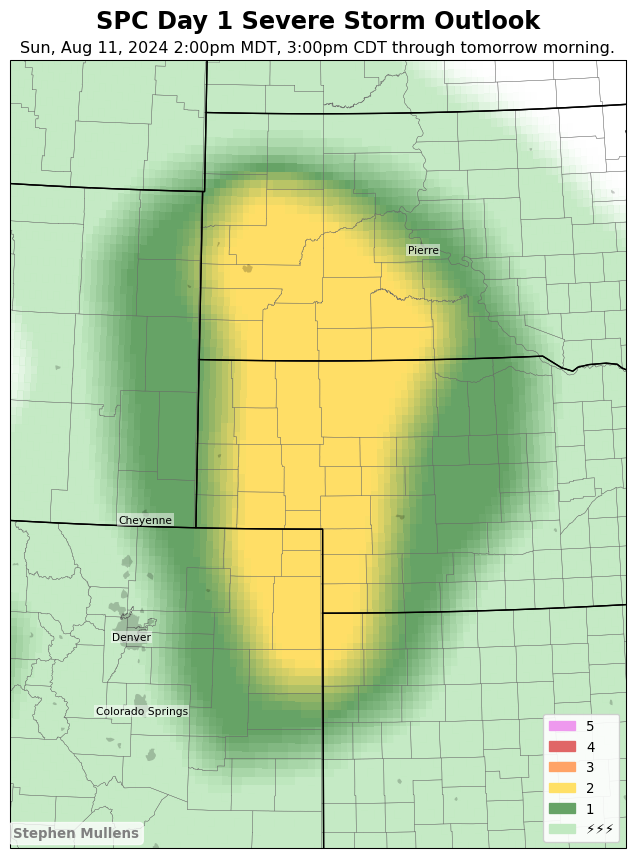 SPC Day 1 Severe Storm Outlook
Sun, Aug 11, 2024 2:00pm MDT, 3:00pm CDT through tomorrow morning.
Pierre
Cheyenne
Denver
Colorado Springs
5
4
3
2
1
⚡⚡⚡
Stephen Mullens